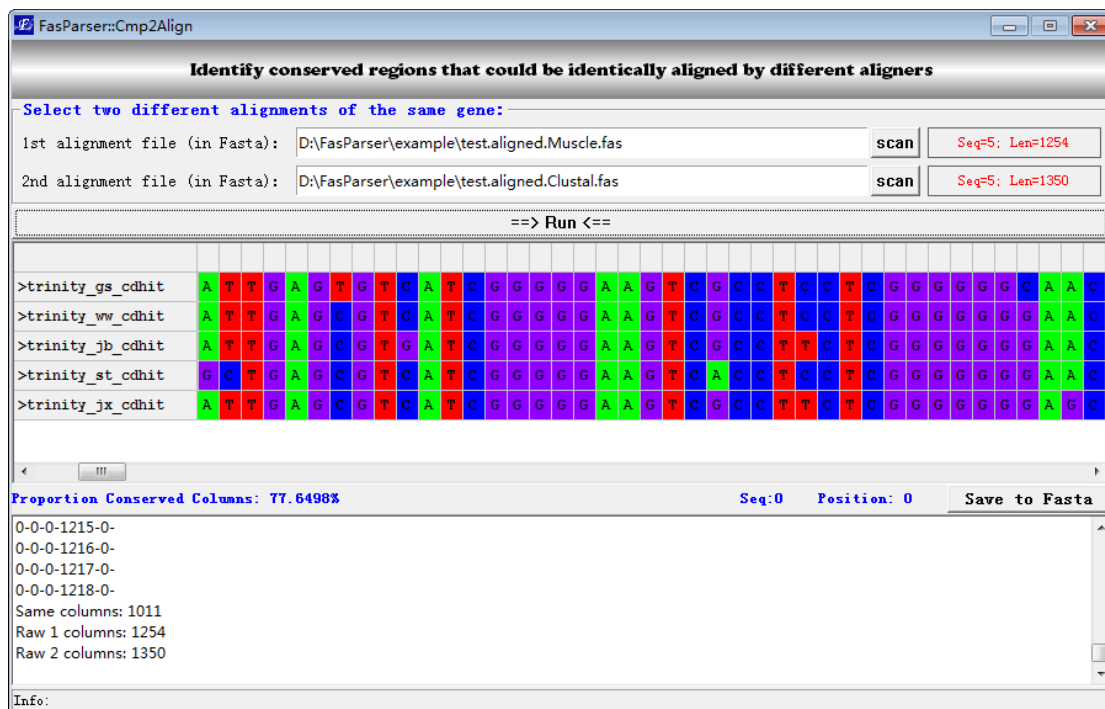 FasParser::Cmp2Align
Identify conserved regions that could be identically aligned by different aligners
Select two different alignments of the same gene:
1st alignment file (in Fasta): D:\FasParser\example\test.aligned.Muscle.fas scan Seq=5; Len=1254
2nd alignment file (in Fasta): D:\FasParser\example\test.aligned.Clustal.fas scan Seq=5; Len=1350
==> Run <==
>trinity_gs_cdhit A T T G A G T G T C A T C G G G G G A A G T C G C C T C C T C G G G G G G C A A C
>trinity_ww_cdhit A T T G A G C G T C A T C G G G G G A A G T C G C C T C C T C G G G G G G G A A C
>trinity_jb_cdhit A T T G A G C G T G A T C G G G G G A A G T C G C C T T C T C G G G G G G G A A C
>trinity_st_cdhit G C T G A G C G T C A T C G G G G G A A G T C A C C T C C T C G G G G G G G A A C
>trinity_jx_cdhit A T T G A G C G T C A T C G G G G G A A G T C G C C T T C T C G G G G G G G A G C
Proportion Conserved Columns: 77.6498% Seq:0 Position: 0 Save to Fasta
0-0-0-1215-0-
0-0-0-1216-0-
0-0-0-1217-0-
0-0-0-1218-0-
Same columns: 1011
Raw 1 columns: 1254
Raw 2 columns: 1350
Info: